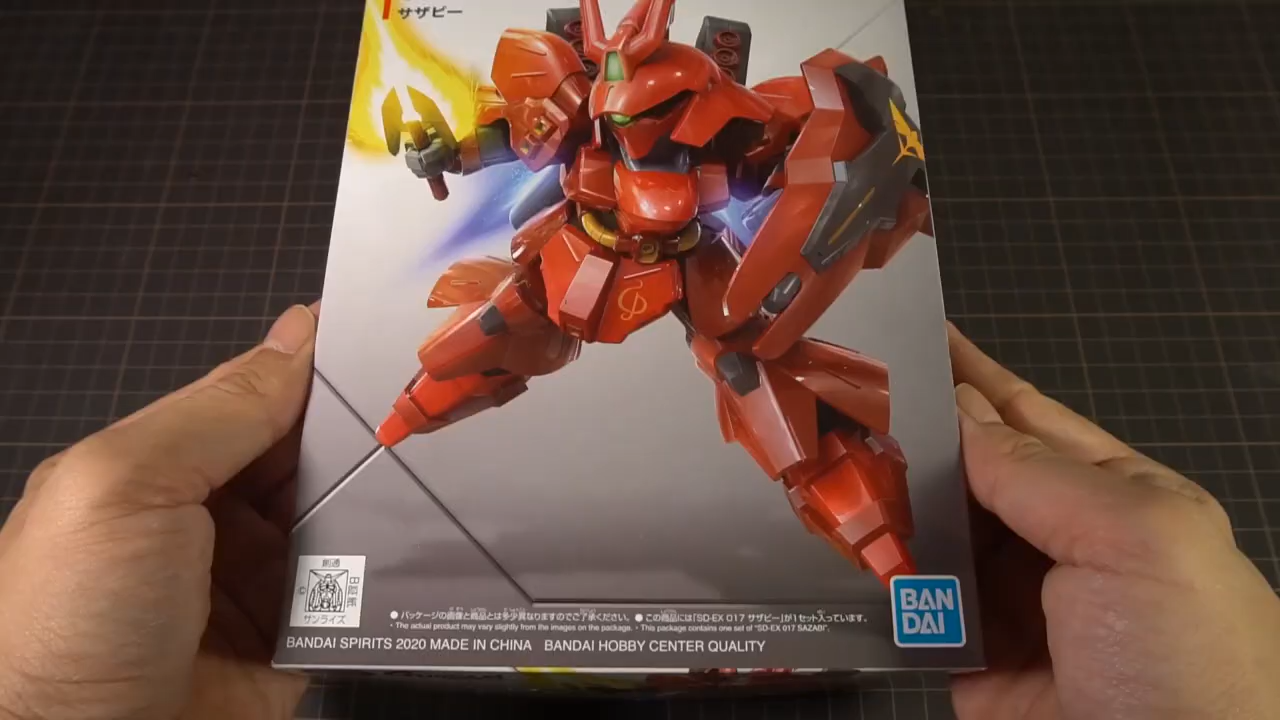 サザビー
創通
©
サンライズ
● パッケージの画像と商品とは多少異なりますのでご了承ください。 ● この商品には「SD-EX 017 サザビー」が1セット入っています。
• The actual product may vary slightly from the images on the package. • This package contains one set of "SD-EX 017 SAZABI".
BANDAI SPIRITS 2020 MADE IN CHINA BANDAI HOBBY CENTER QUALITY
BAN
DAI